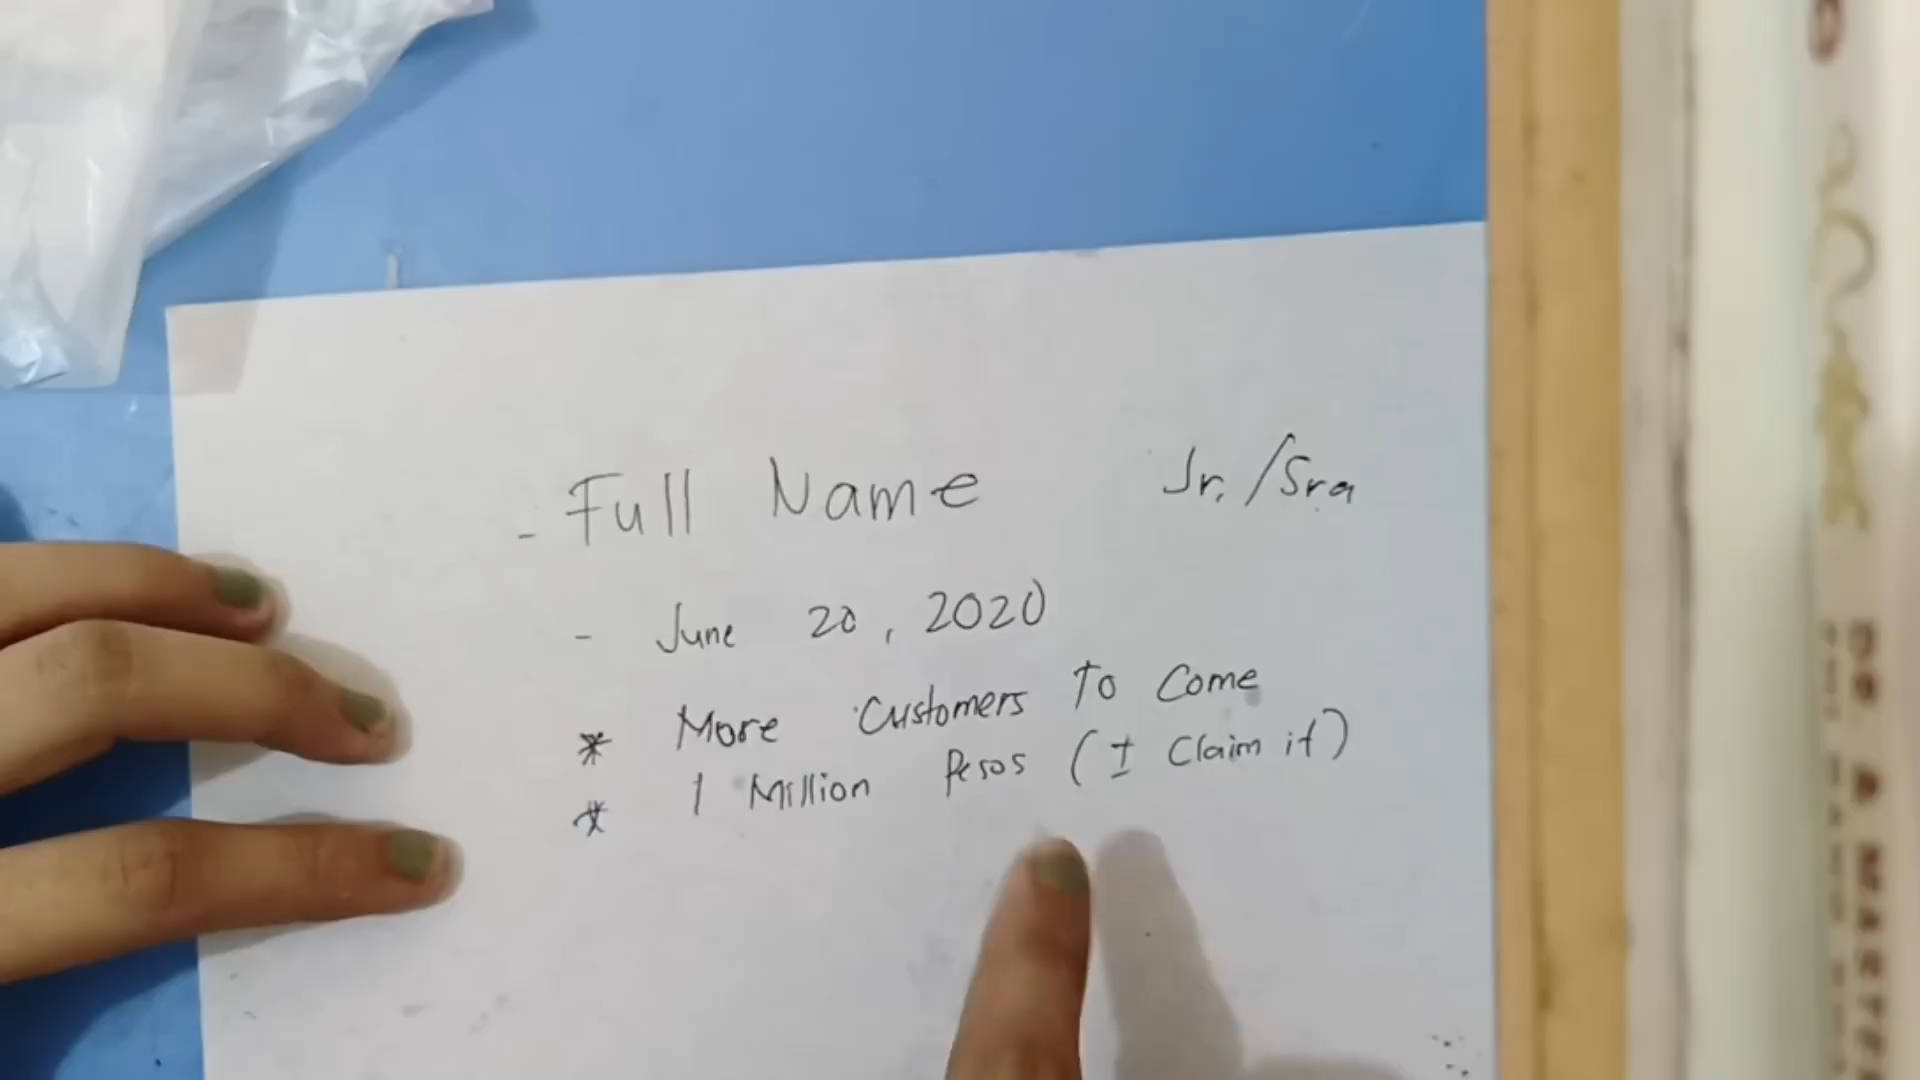 - Full Name Jr./Sra
- June 20, 2020
* More Customers To Come
* 1 Million Pesos (I Claim it)